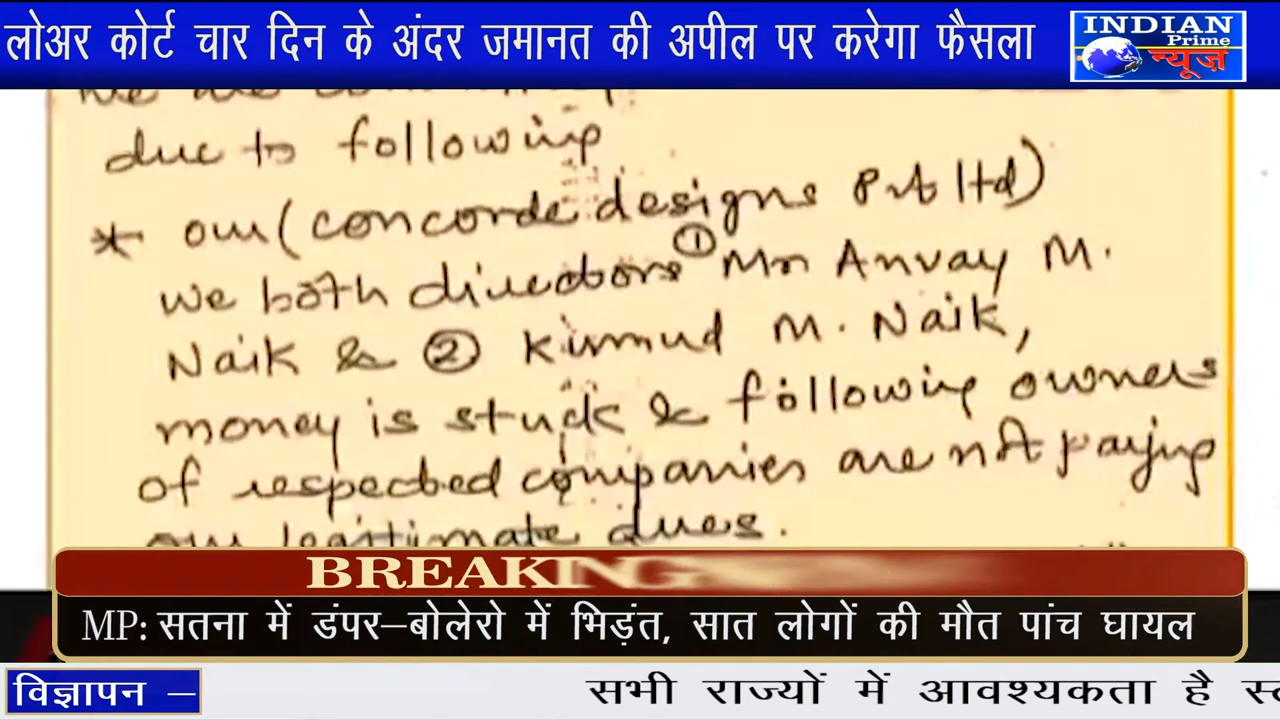 लोअर कोर्ट चार दिन के अंदर जमानत की अपील पर करेगा फैसला
INDIAN
Prime
न्यूज़
we are
due to following
* our (concorde designs Pvt ltd)
we both directors ① Mr Anvay M.
Naik & ② Kumud M. Naik,
money is stuck & following owners
of respected companies are not paying
our legitimate dues.
BREAKING
MP: सतना में डंपर–बोलेरो में भिड़ंत, सात लोगों की मौत पांच घायल
विज्ञापन –
सभी राज्यों में आवश्यकता है